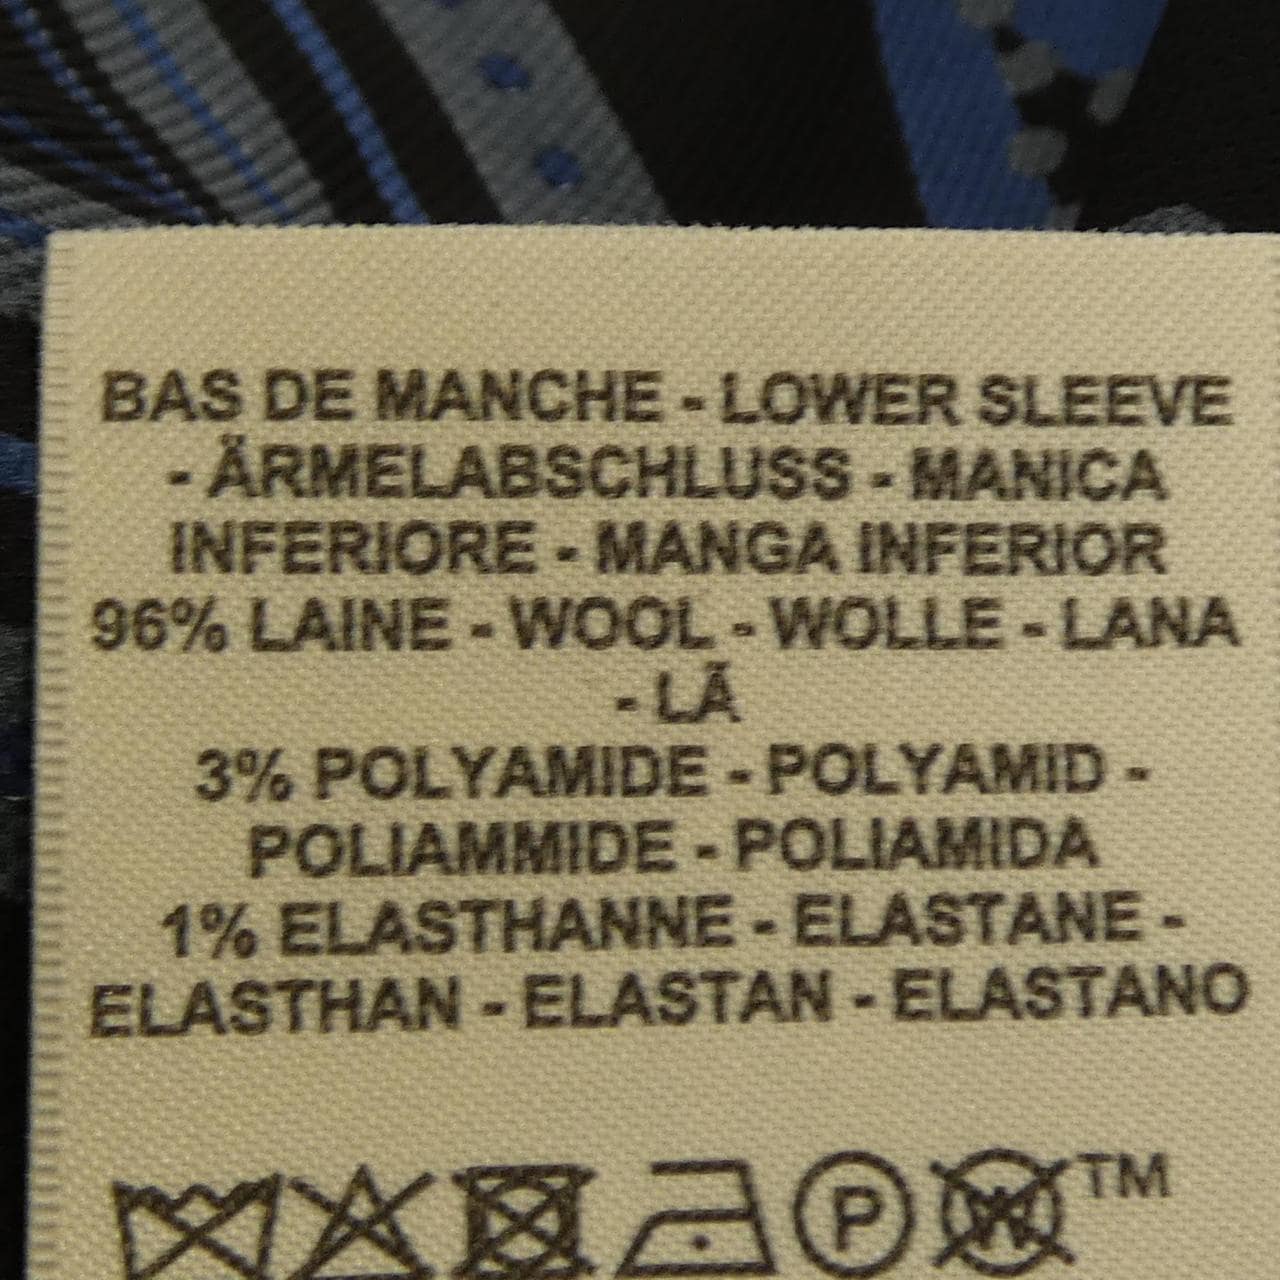 BAS DE MANCHE - LOWER SLEEVE
- ÄRMELABSCHLUSS - MANICA
INFERIORE - MANGA INFERIOR
96% LAINE - WOOL - WOLLE - LANA
- LÃ
3% POLYAMIDE - POLYAMID -
POLIAMMIDE - POLIAMIDA
1% ELASTHANNE - ELASTANE -
ELASTHAN - ELASTAN - ELASTANO
P W TM